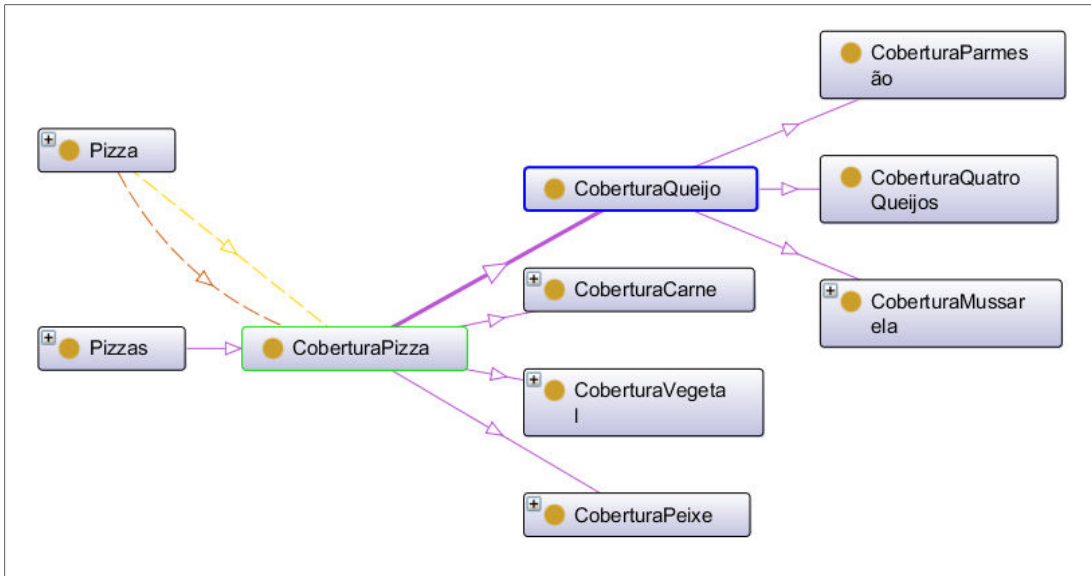 Pizza
Pizzas
CoberturaPizza
CoberturaQueijo
CoberturaCarne
CoberturaVegeta
l
CoberturaPeixe
CoberturaParmes
ão
CoberturaQuatro
Queijos
CoberturaMussar
ela